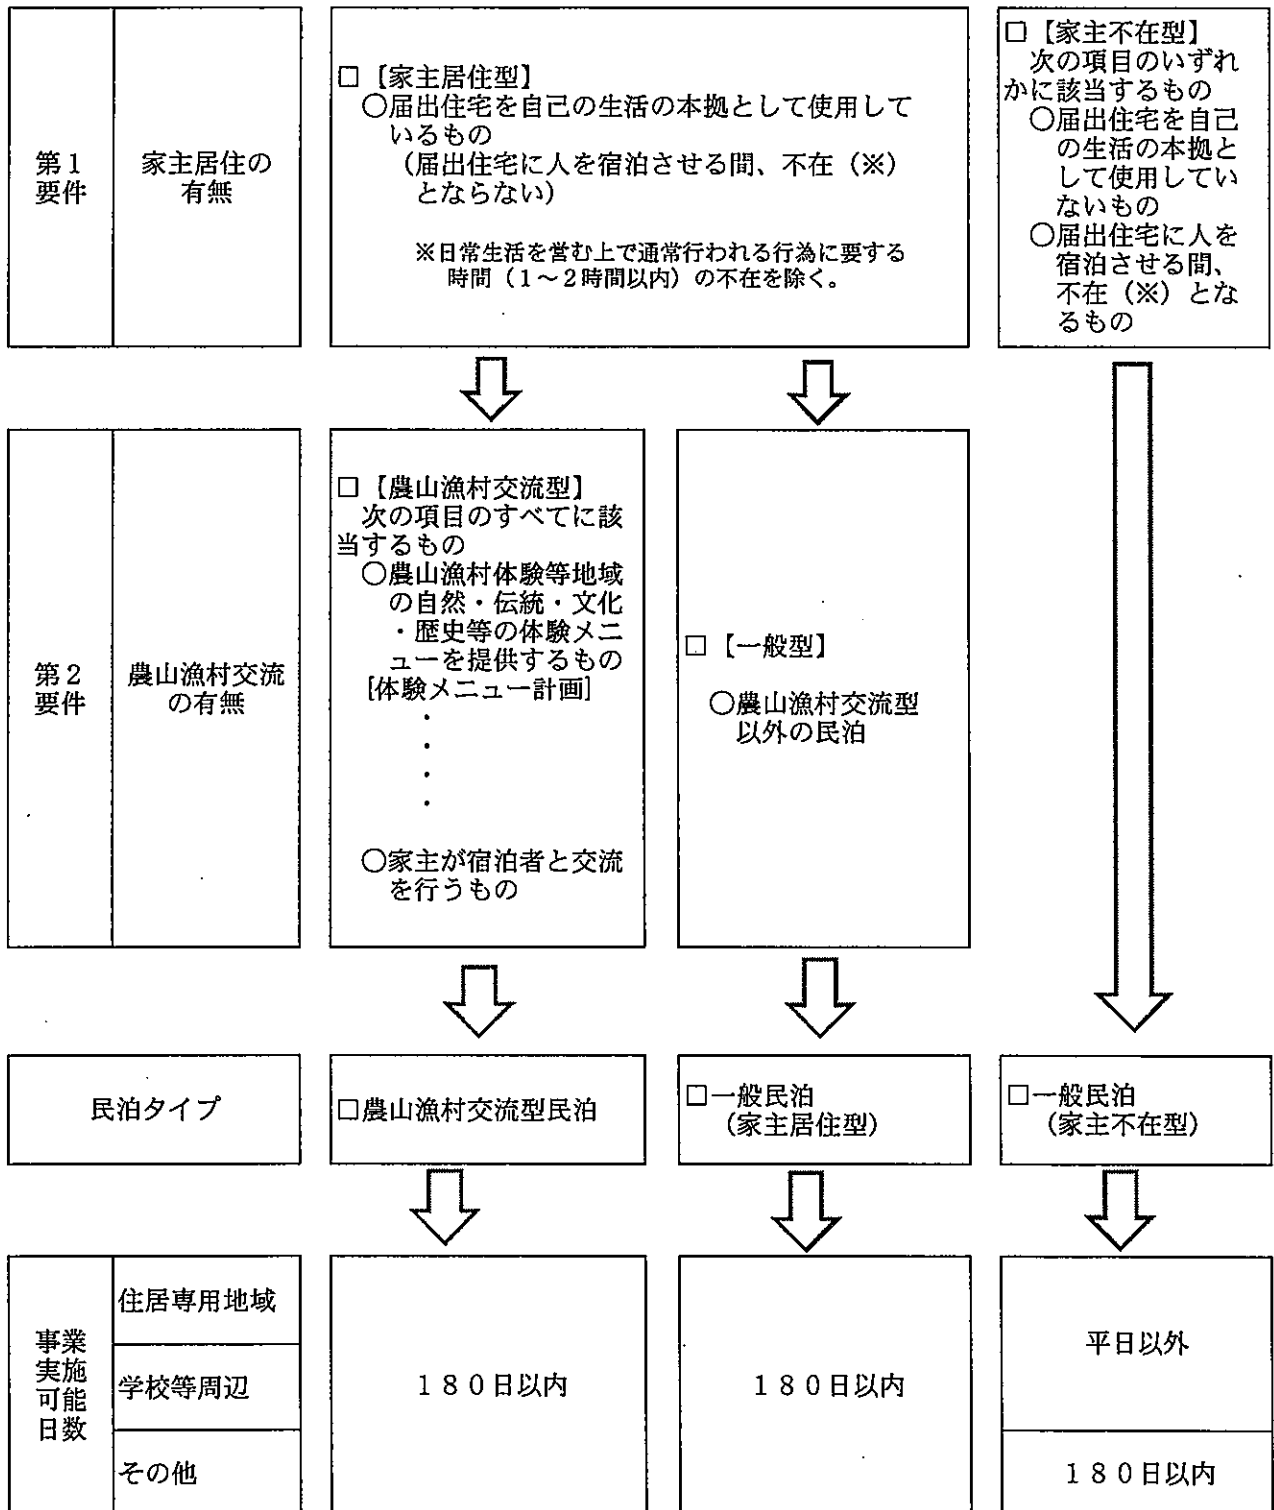 第１
要件
家主居住の
有無
□【家主居住型】
○届出住宅を自己の生活の本拠として使用して
いるもの
（届出住宅に人を宿泊させる間、不在（※）
とならない）
※日常生活を営む上で通常行われる行為に要する
時間（１～２時間以内）の不在を除く。
□【家主不在型】
次の項目のいずれ
かに該当するもの
○届出住宅を自己
の生活の本拠と
して使用してい
ないもの
○届出住宅に人を
宿泊させる間、
不在（※）とな
るもの
第２
要件
農山漁村交流
の有無
□【農山漁村交流型】
次の項目のすべてに該
当するもの
○農山漁村体験等地域
の自然・伝統・文化
・歴史等の体験メニ
ューを提供するもの
[体験メニュー計画]
・
・
・
・
○家主が宿泊者と交流
を行うもの
□【一般型】
○農山漁村交流型
以外の民泊
民泊タイプ
□農山漁村交流型民泊
□一般民泊
（家主居住型）
□一般民泊
（家主不在型）
事業
実施
可能
日数
住居専用地域
学校等周辺
その他
１８０日以内
１８０日以内
平日以外
１８０日以内